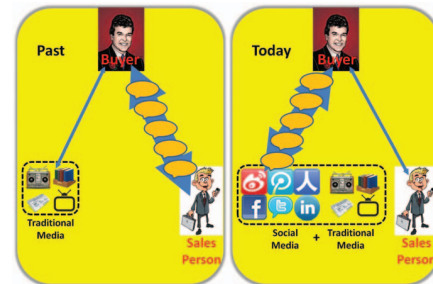 Past
Buyer
Traditional
Media
Sales
Person
Today
Buyer
Social
Media
+
Traditional
Media
Sales
Person